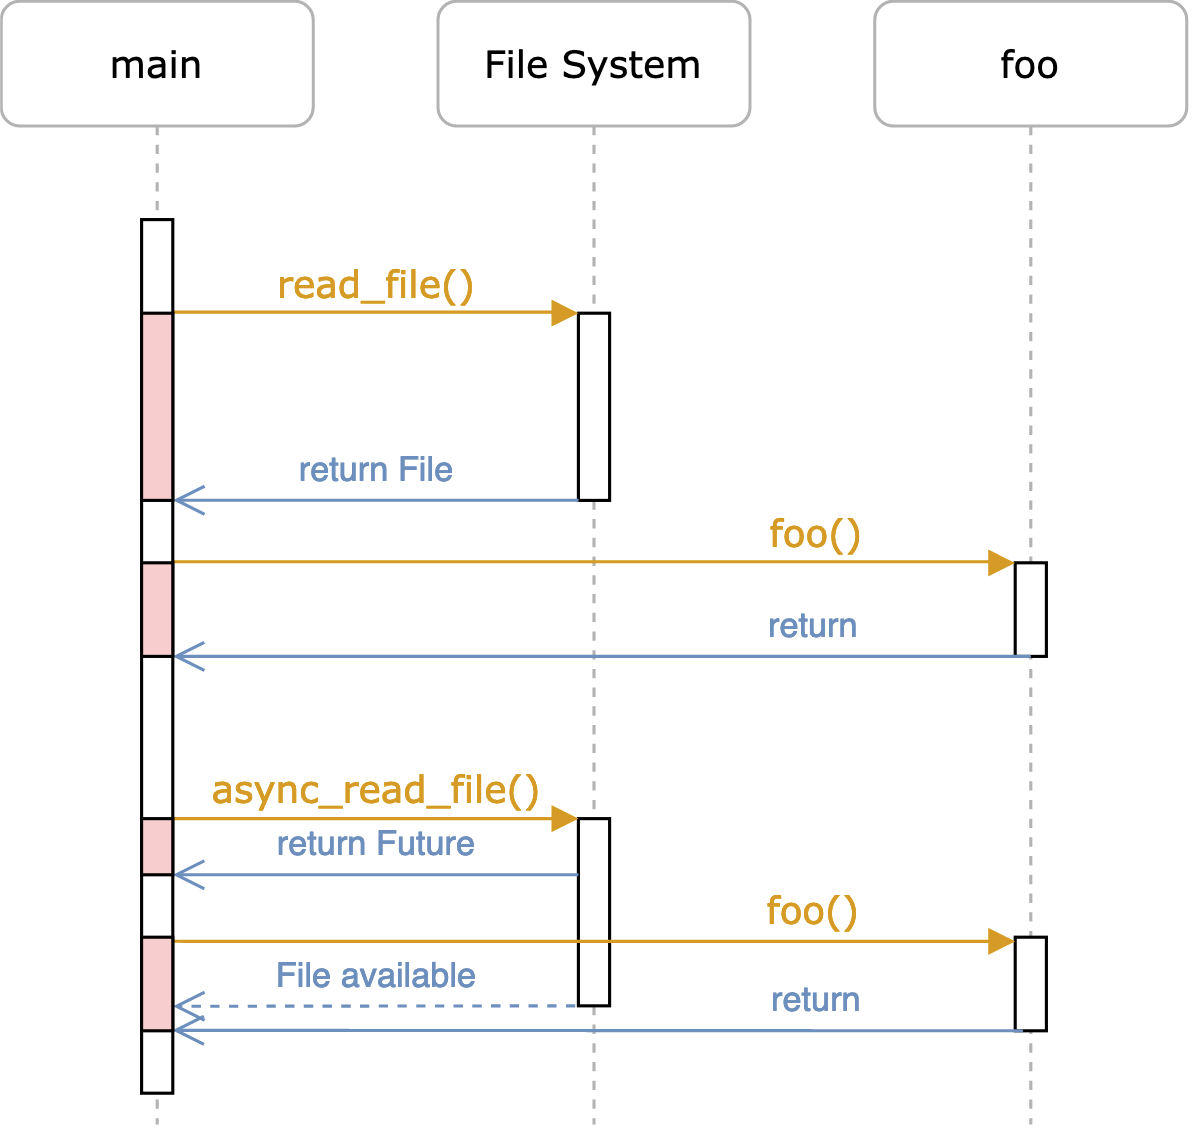 main
File System
foo
read_file()
return File
foo()
return
async_read_file()
return Future
foo()
File available
return